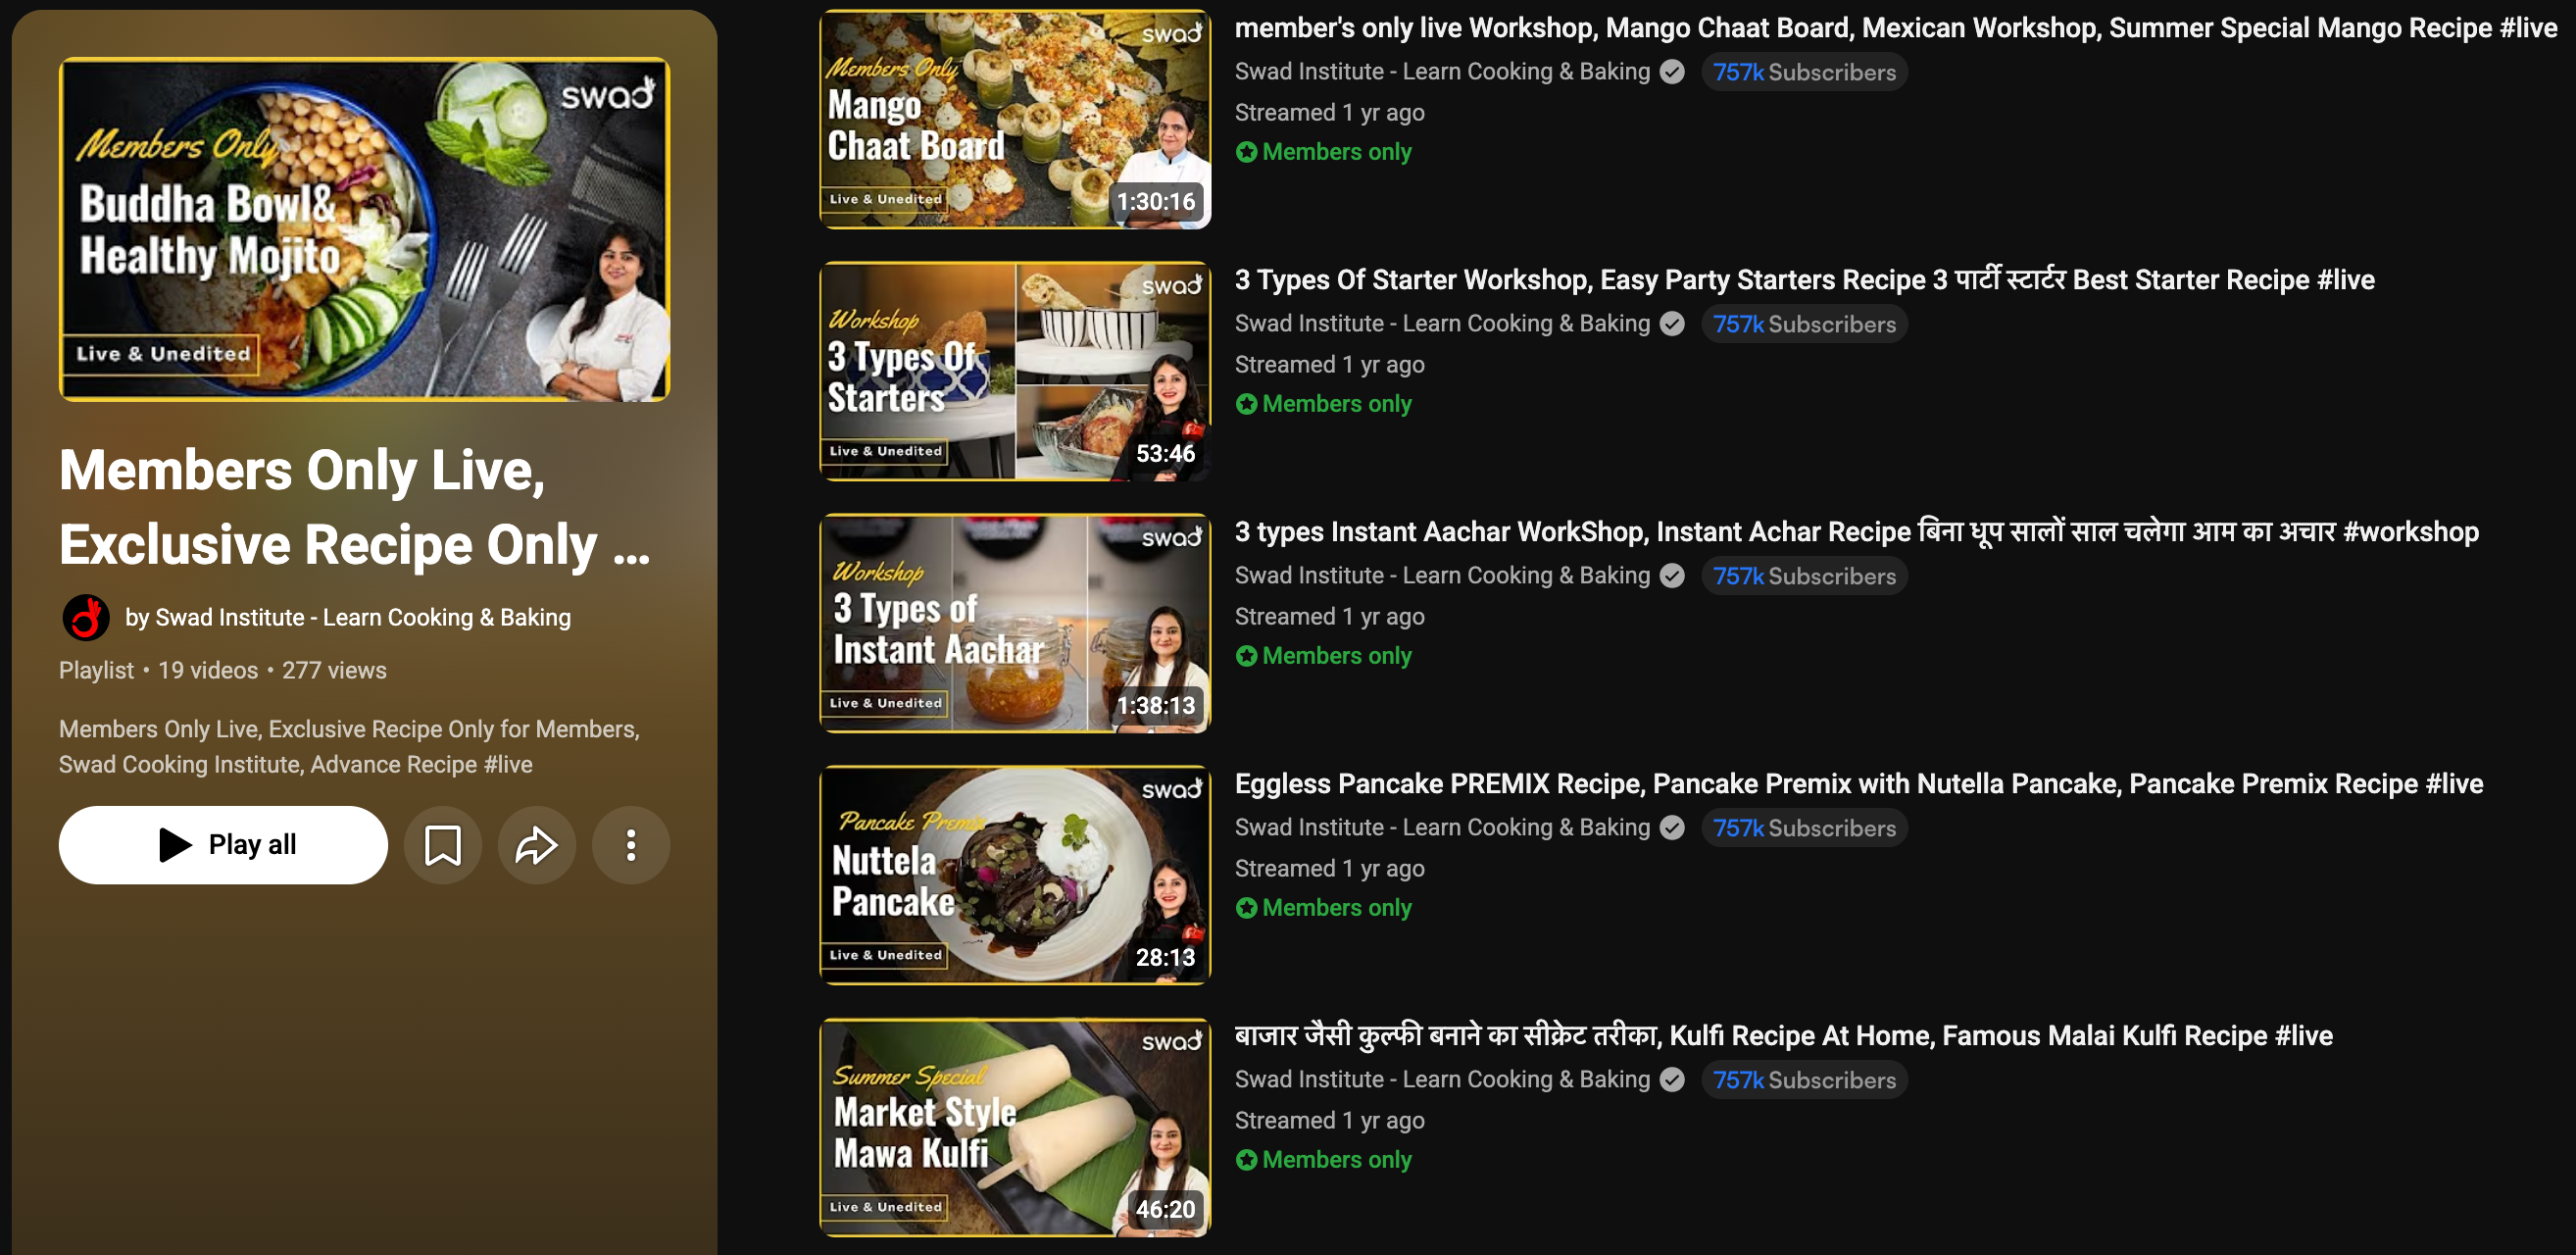 swad
Members Only
Buddha Bowl&
Healthy Mojito
Live & Unedited
Members Only Live,
Exclusive Recipe Only ...
by Swad Institute - Learn Cooking & Baking
Playlist • 19 videos • 277 views
Members Only Live, Exclusive Recipe Only for Members,
Swad Cooking Institute, Advance Recipe #live
Play all
swad
Members Only
Mango
Chaat Board
Live & Unedited
1:30:16
member's only live Workshop, Mango Chaat Board, Mexican Workshop, Summer Special Mango Recipe #live
Swad Institute - Learn Cooking & Baking 757k Subscribers
Streamed 1 yr ago
Members only
swad
Workshop
3 Types Of
Starters
Live & Unedited
53:46
3 Types Of Starter Workshop, Easy Party Starters Recipe 3 पार्टी स्टार्टर Best Starter Recipe #live
Swad Institute - Learn Cooking & Baking 757k Subscribers
Streamed 1 yr ago
Members only
swad
Workshop
3 Types of
Instant Aachar
Live & Unedited
1:38:13
3 types Instant Aachar WorkShop, Instant Achar Recipe बिना धूप सालों साल चलेगा आम का अचार #workshop
Swad Institute - Learn Cooking & Baking 757k Subscribers
Streamed 1 yr ago
Members only
swad
Pancake Premix
Nuttela
Pancake
Live & Unedited
28:13
Eggless Pancake PREMIX Recipe, Pancake Premix with Nutella Pancake, Pancake Premix Recipe #live
Swad Institute - Learn Cooking & Baking 757k Subscribers
Streamed 1 yr ago
Members only
swad
Summer Special
Market Style
Mawa Kulfi
Live & Unedited
46:20
बाजार जैसी कुल्फी बनाने का सीक्रेट तरीका, Kulfi Recipe At Home, Famous Malai Kulfi Recipe #live
Swad Institute - Learn Cooking & Baking 757k Subscribers
Streamed 1 yr ago
Members only